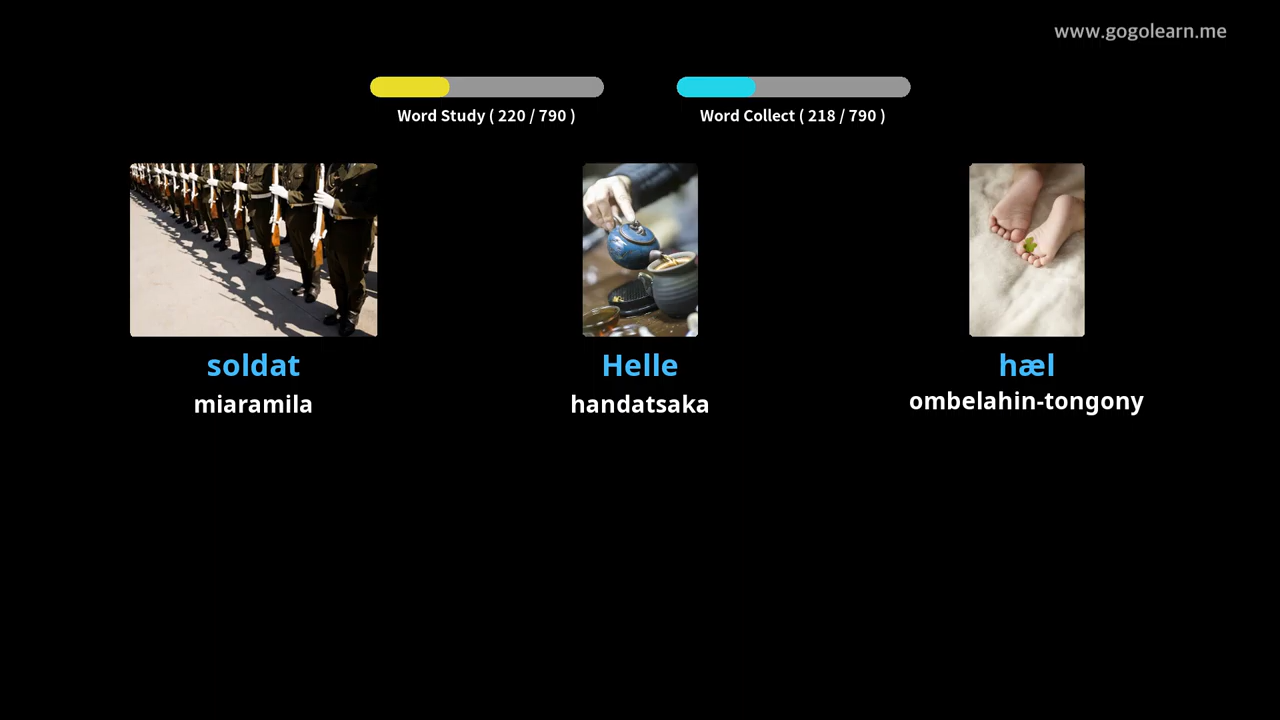 www.gogolearn.me
Word Study ( 220 / 790 )
Word Collect ( 218 / 790 )
soldat
miaramila
Helle
handatsaka
hæl
ombelahin-tongony